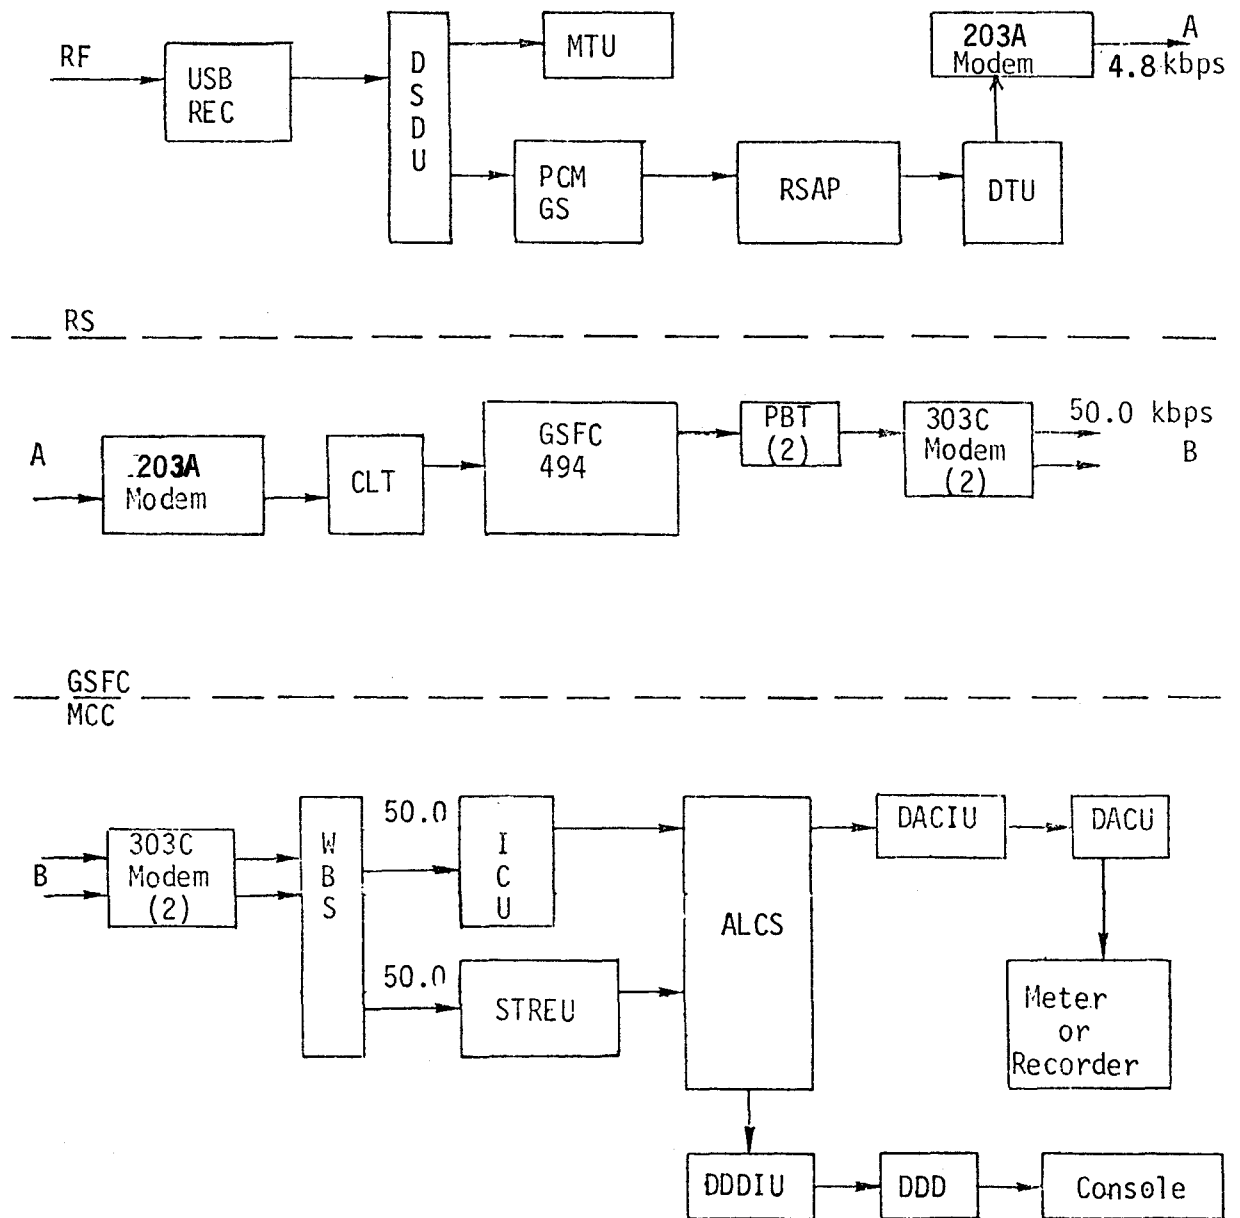 RF
USB
REC
D
S
D
U
MTU
PCM
GS
RSAP
DTU
203A
Modem
A
4.8 kbps
RS
A
203A
Modem
CLT
GSFC
494
PBT
(2)
303C
Modem
(2)
50.0 kbps
B
GSFC
MCC
B
303C
Modem
(2)
W
B
S
50.0
I
C
U
50.0
STREU
ALCS
DACIU
DACU
Meter
or
Recorder
DDDIU
DDD
Console